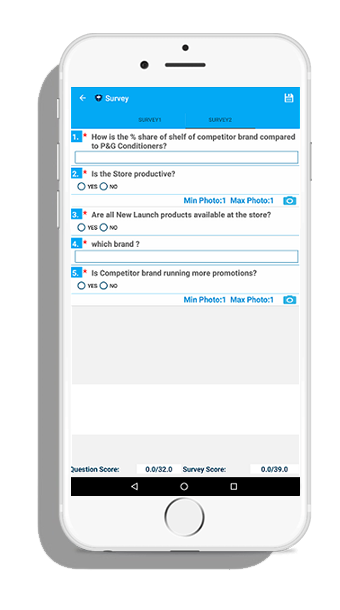 Survey
SURVEY1 SURVEY2
1. * How is the % share of shelf of competitor brand compared
to P&G Conditioners?
2. * Is the Store productive?
YES NO
Min Photo:1 Max Photo:1
3. * Are all New Launch products available at the store?
YES NO
4. * which brand ?
5. * Is Competitor brand running more promotions?
YES NO
Min Photo:1 Max Photo:1
Question Score: 0.0/32.0 Survey Score: 0.0/39.0